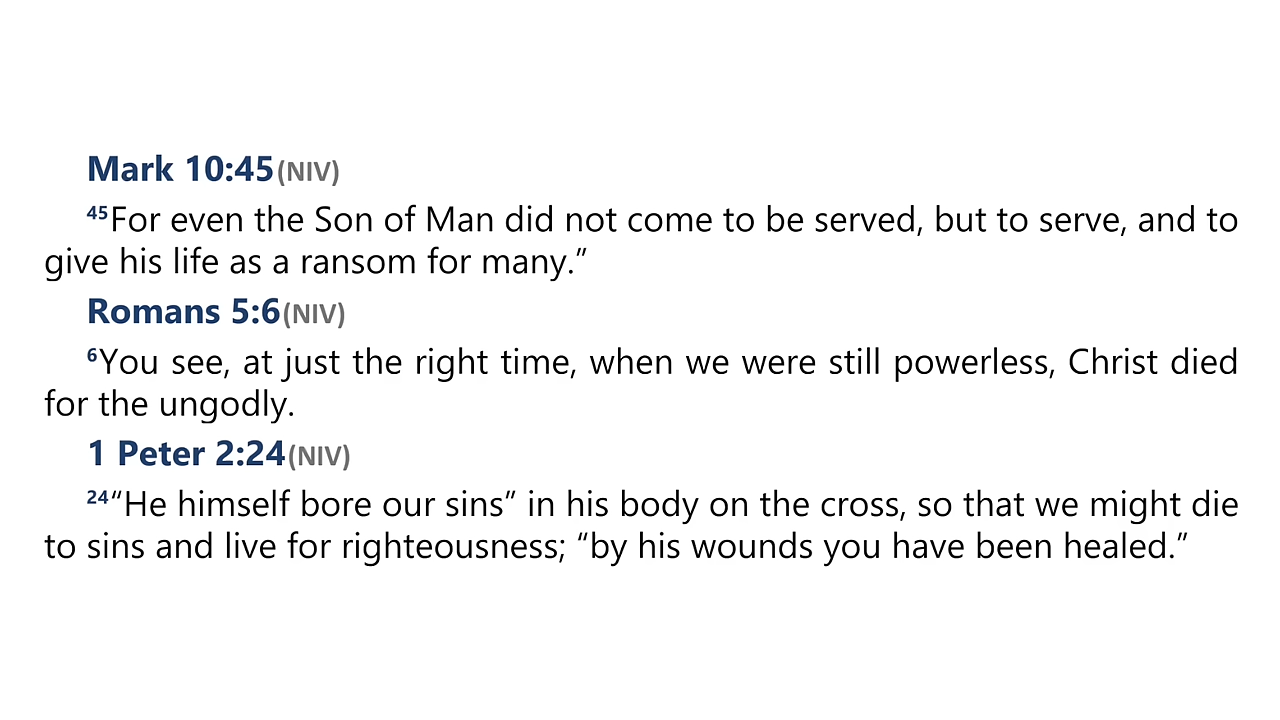 Mark 10:45(NIV)
45For even the Son of Man did not come to be served, but to serve, and to
give his life as a ransom for many.”
Romans 5:6(NIV)
6You see, at just the right time, when we were still powerless, Christ died
for the ungodly.
1 Peter 2:24(NIV)
24“He himself bore our sins” in his body on the cross, so that we might die
to sins and live for righteousness; “by his wounds you have been healed.”